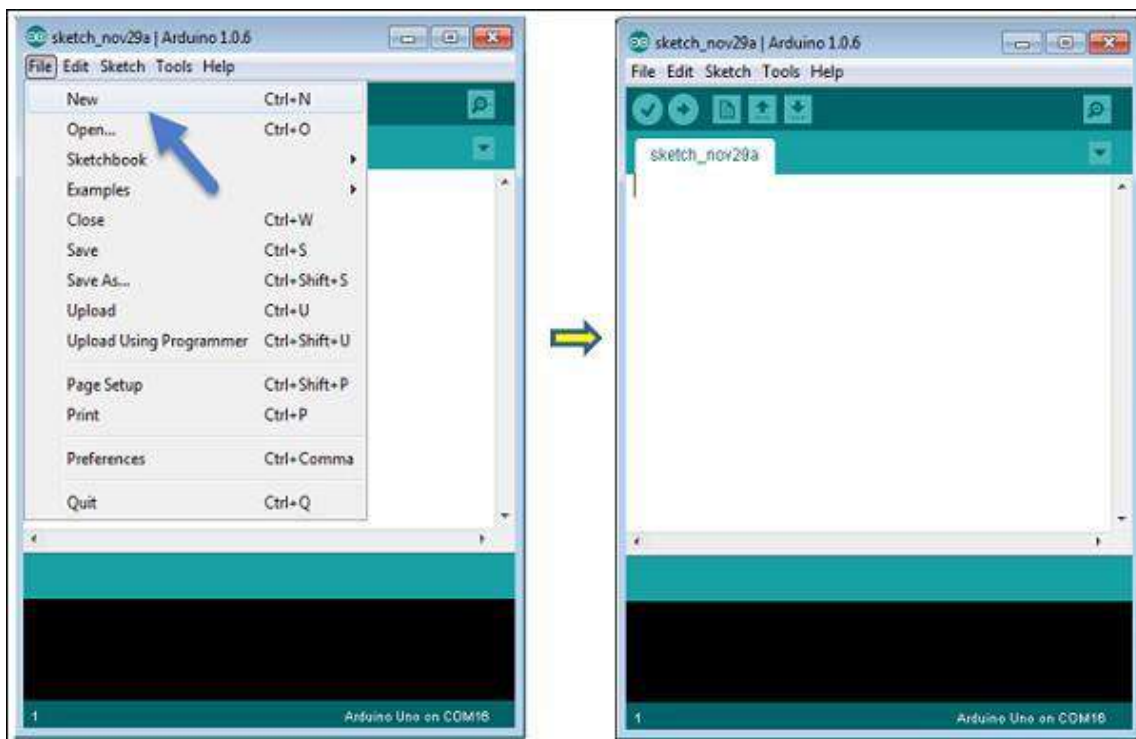 sketch_nov29a | Arduino 1.0.6
File Edit Sketch Tools Help
New Ctrl+N
Open... Ctrl+O
Sketchbook
Examples
Close Ctrl+W
Save Ctrl+S
Save As... Ctrl+Shift+S
Upload Ctrl+U
Upload Using Programmer Ctrl+Shift+U
Page Setup Ctrl+Shift+P
Print Ctrl+P
Preferences Ctrl+Comma
Quit Ctrl+Q
1 Arduino Uno on COM16
sketch_nov29a | Arduino 1.0.6
File Edit Sketch Tools Help
sketch_nov29a
1 Arduino Uno on COM16